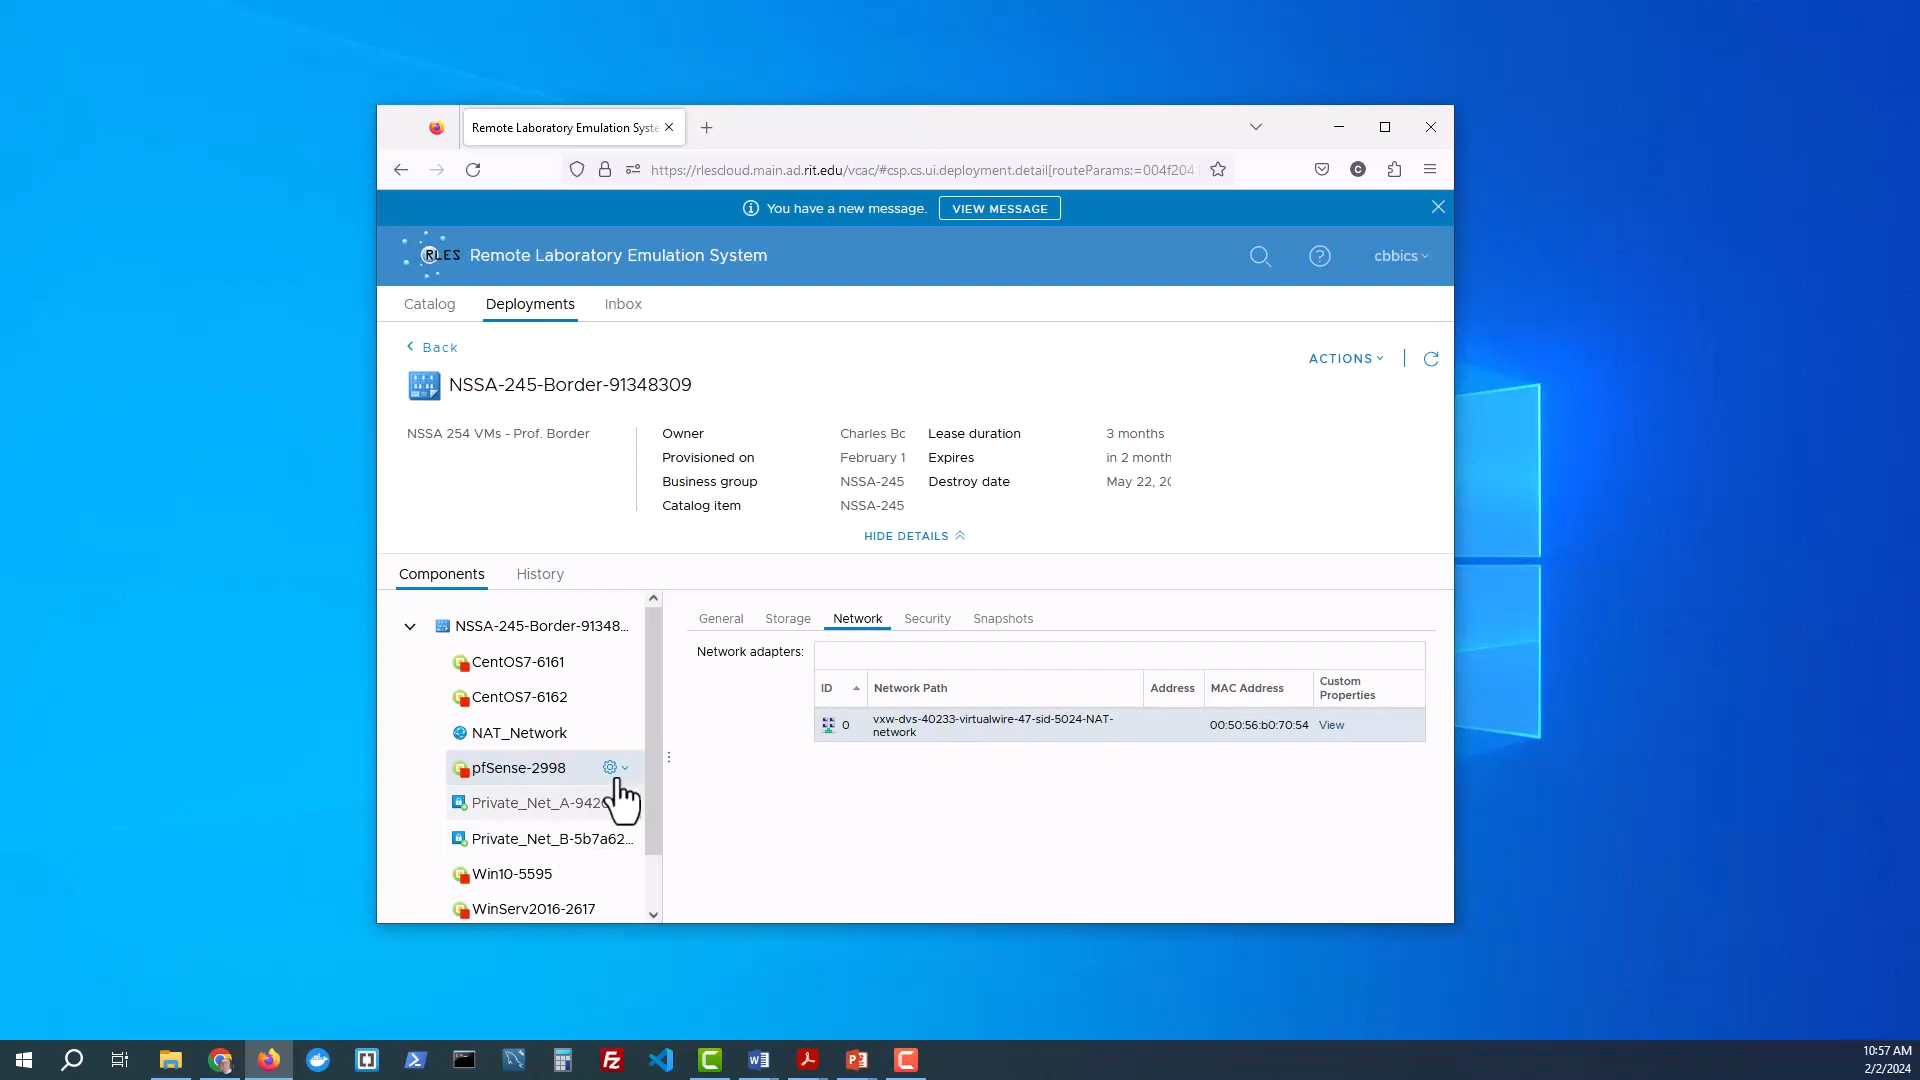 Remote Laboratory Emulation Syste
https://rlescloud.main.ad.rit.edu/vcac/#csp.cs.ui.deployment.detail[routeParams:=004f2041
You have a new message. VIEW MESSAGE
RLES Remote Laboratory Emulation System
cbbics
Catalog Deployments Inbox
Back
ACTIONS
NSSA-245-Border-91348309
NSSA 254 VMs - Prof. Border
Owner Charles Bc Lease duration 3 months
Provisioned on February 1 Expires in 2 month
Business group NSSA-245 Destroy date May 22, 20
Catalog item NSSA-245
HIDE DETAILS
Components History
NSSA-245-Border-91348...
CentOS7-6161
CentOS7-6162
NAT_Network
pfSense-2998
Private_Net_A-942
Private_Net_B-5b7a62...
Win10-5595
WinServ2016-2617
General Storage Network Security Snapshots
Network adapters:
ID Network Path Address MAC Address Custom Properties
0 vxw-dvs-40233-virtualwire-47-sid-5024-NAT-
network 00:50:56:b0:70:54 View
10:57 AM
2/2/2024